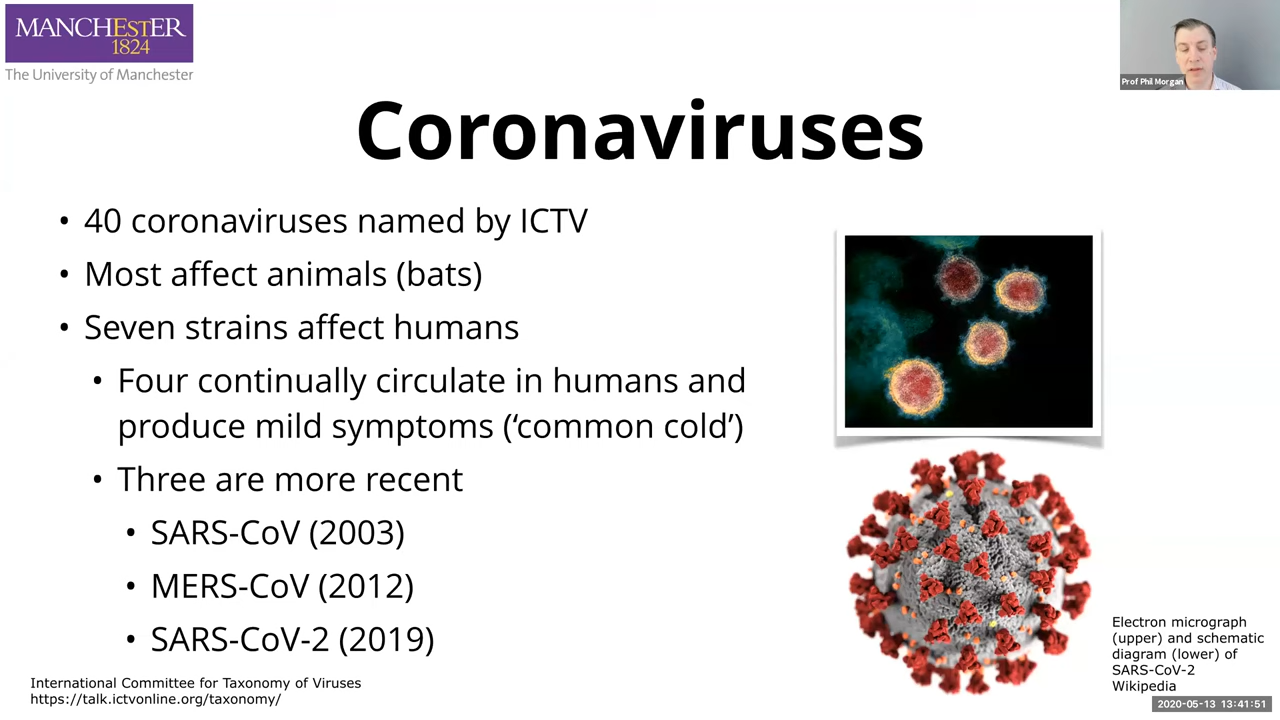 MANCHESTER
1824
The University of Manchester
Prof Phil Morgan
Coronaviruses
• 40 coronaviruses named by ICTV
• Most affect animals (bats)
• Seven strains affect humans
• Four continually circulate in humans and
produce mild symptoms (‘common cold’)
• Three are more recent
• SARS-CoV (2003)
• MERS-CoV (2012)
• SARS-CoV-2 (2019)
International Committee for Taxonomy of Viruses
https://talk.ictvonline.org/taxonomy/
Electron micrograph
(upper) and schematic
diagram (lower) of
SARS-CoV-2
Wikipedia
2020-05-13 13:41:51